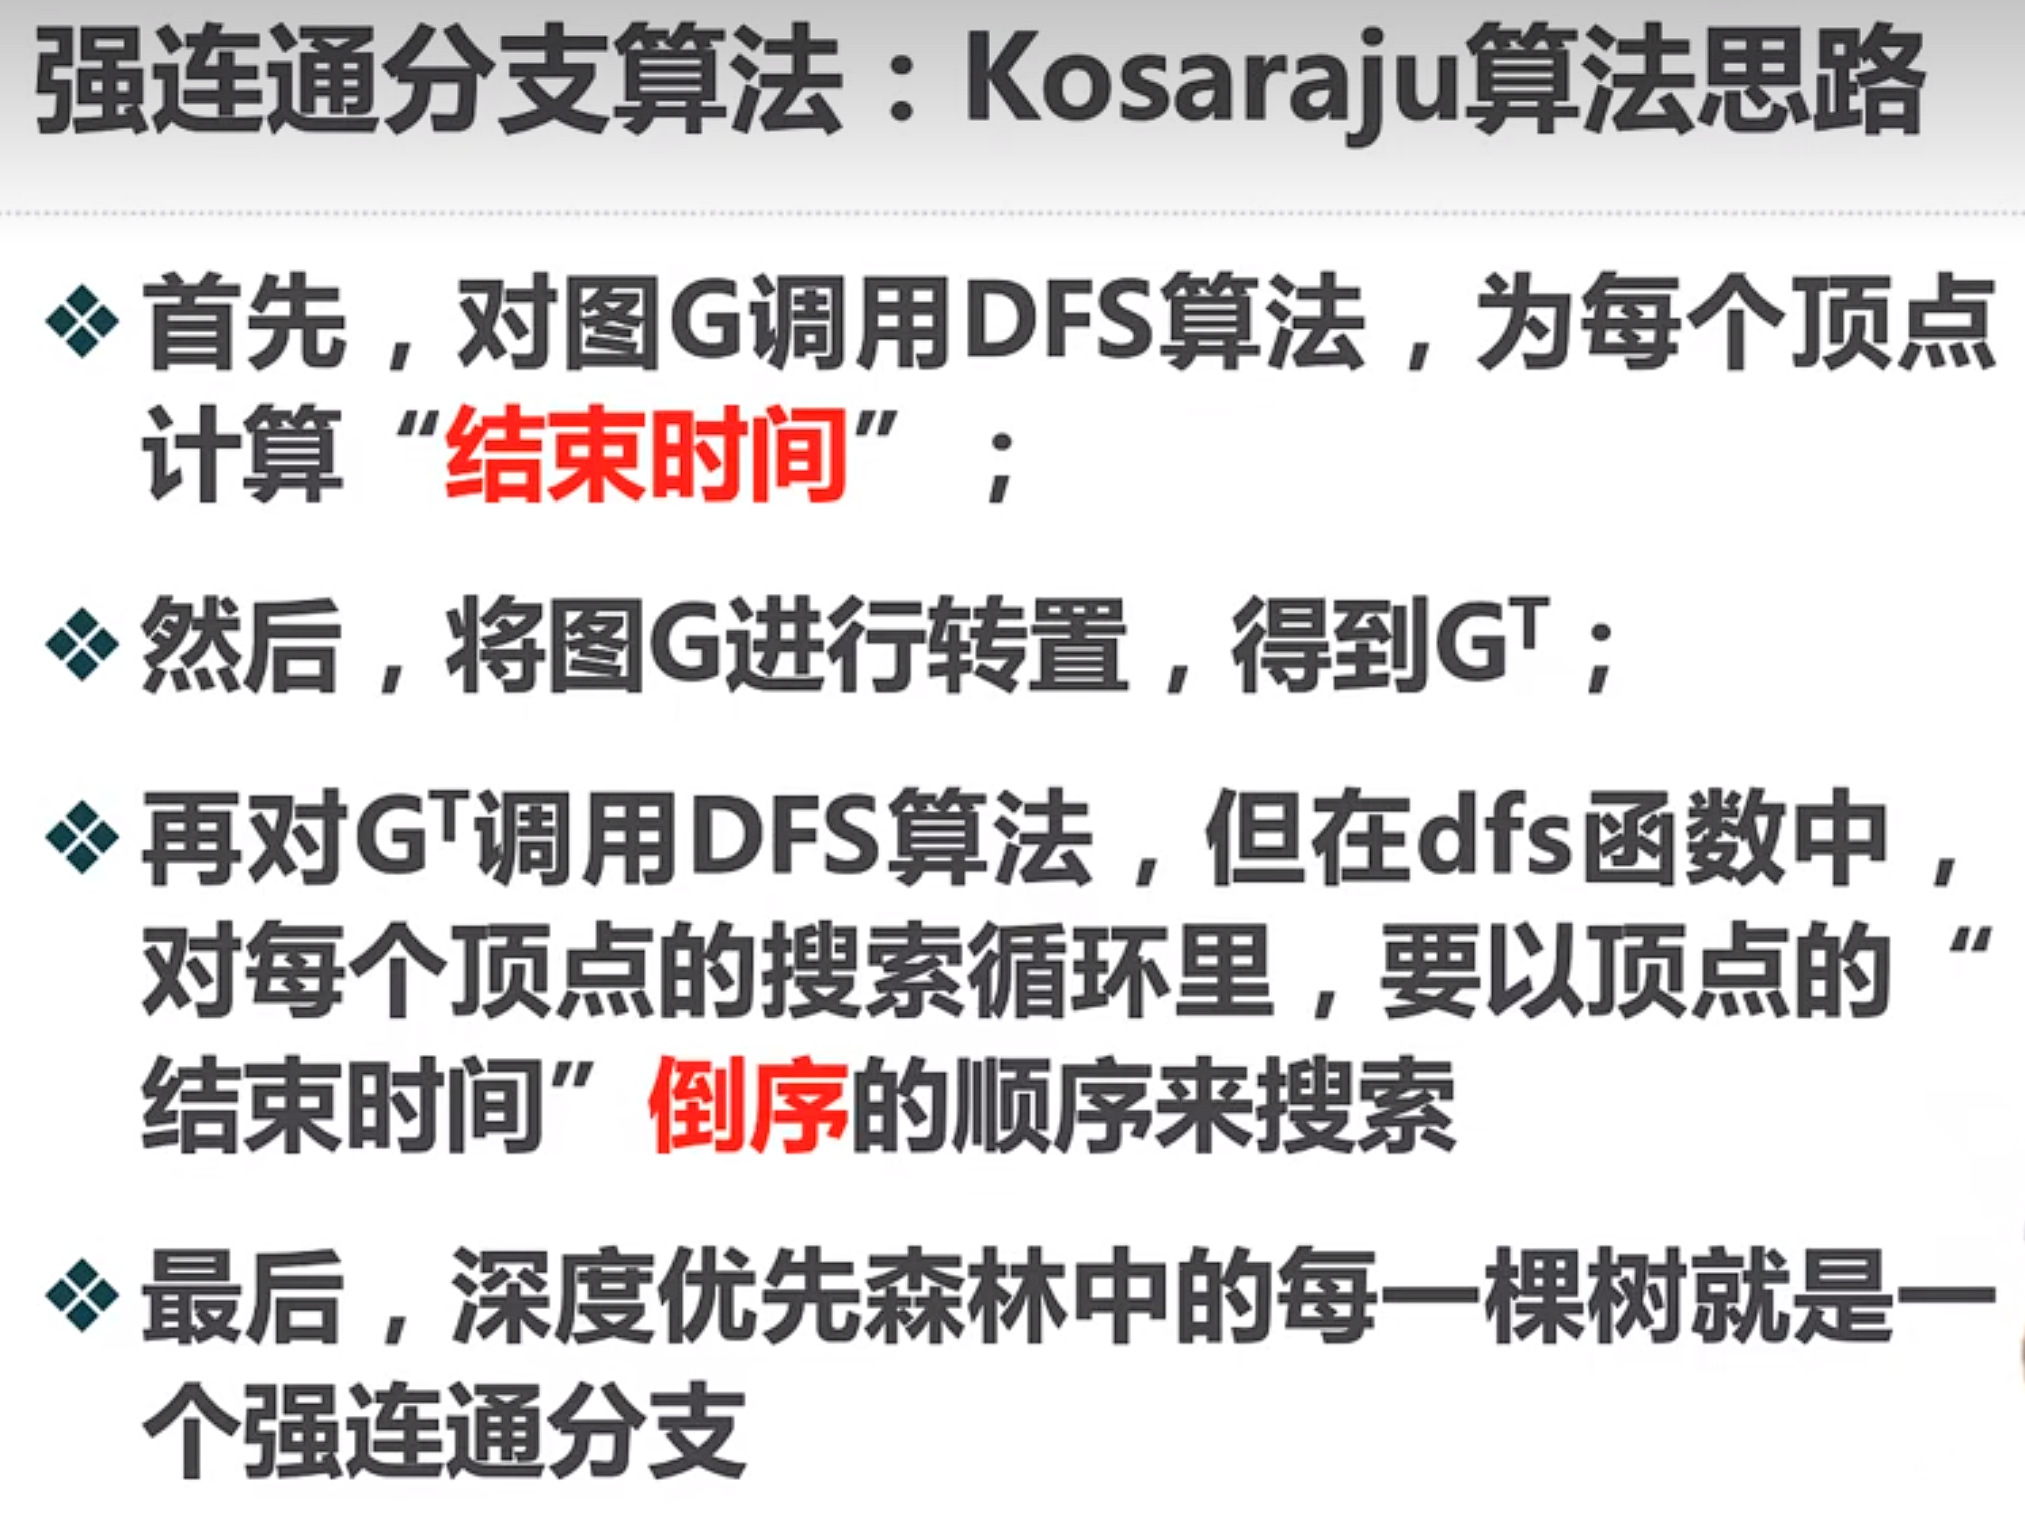 强连通分支算法：Kosaraju算法思路
首先，对图G调用DFS算法，为每个顶点
计算“结束时间”；
然后，将图G进行转置，得到Gᵀ；
再对Gᵀ调用DFS算法，但在dfs函数中，
对每个顶点的搜索循环里，要以顶点的“
结束时间”倒序的顺序来搜索
最后，深度优先森林中的每一棵树就是一
个强连通分支